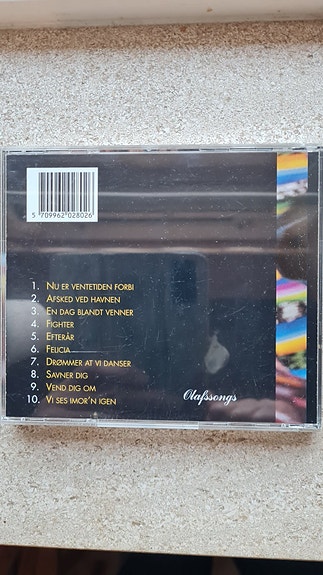 5 709962 028026
1. NU ER VENTETIDEN FORBI
2. AFSKED VED HAVNEN
3. EN DAG BLANDT VENNER
4. FIGHTER
5. EFTERÅR
6. FELICIA
7. DRØMMER AT VI DANSER
8. SAVNER DIG
9. VEND DIG OM
10. VI SES IMOR'N IGEN
Olafssongs